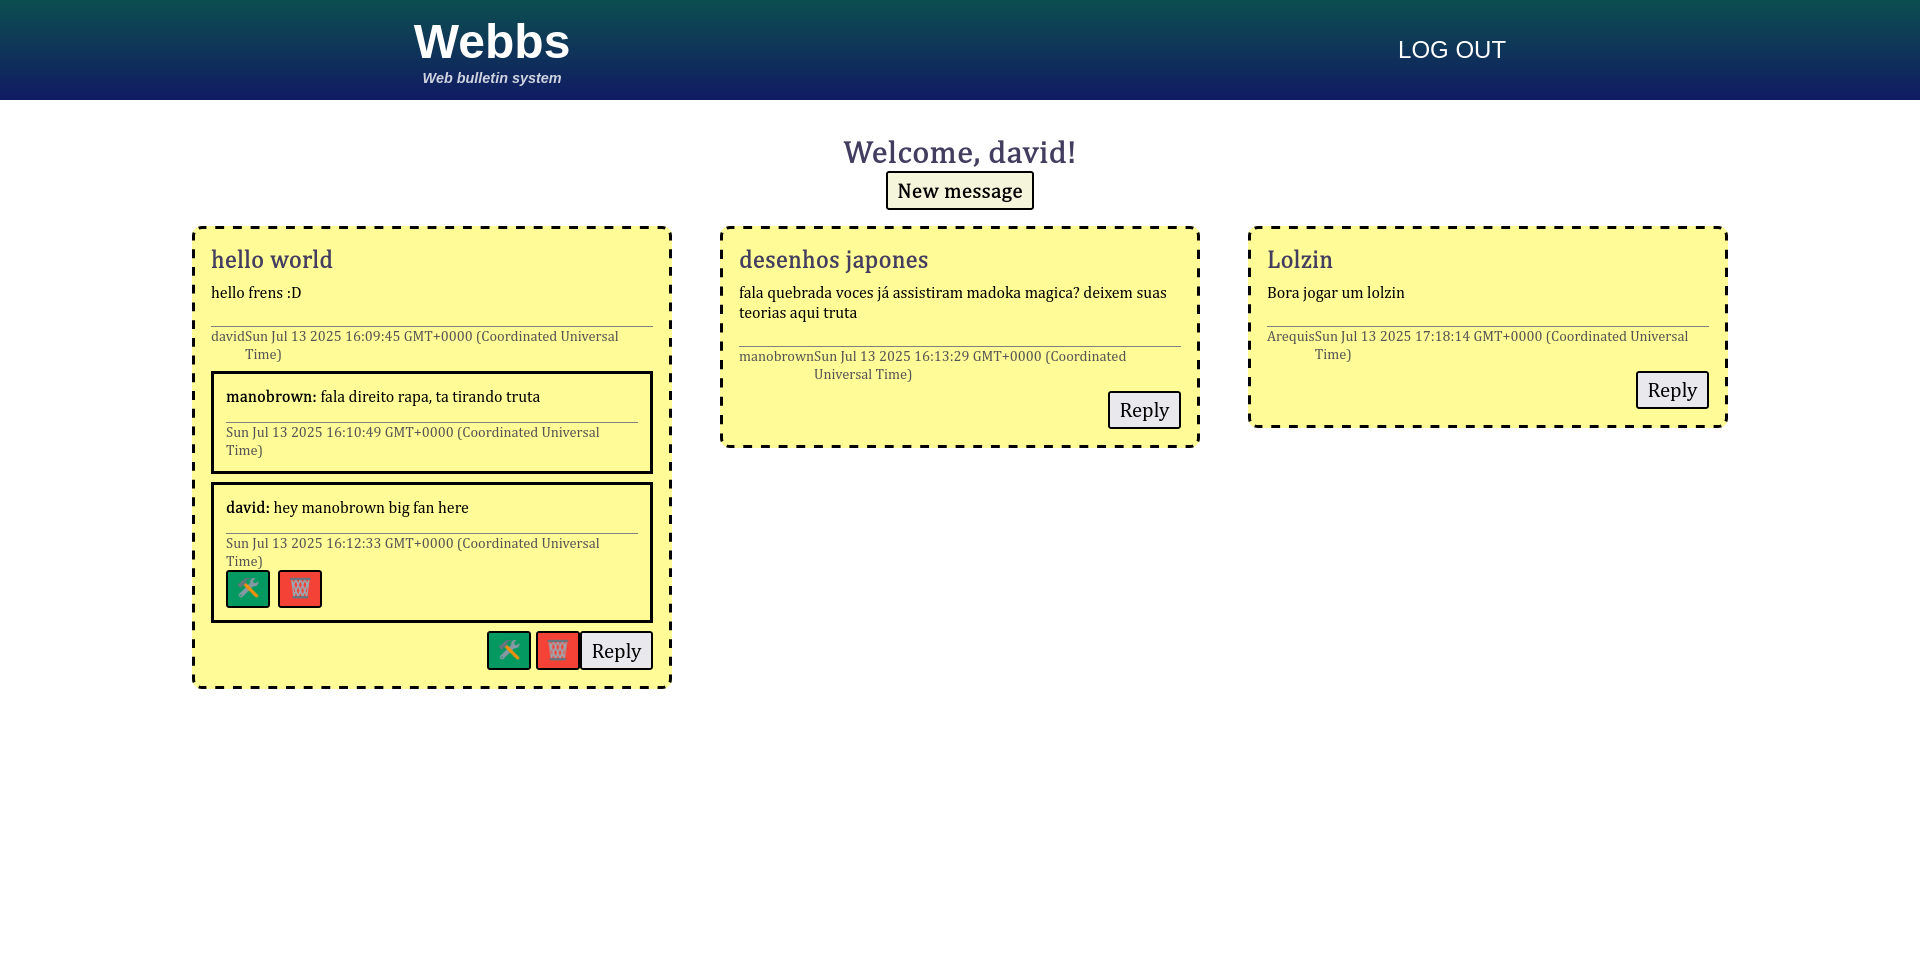 Webbs
Web bulletin system
LOG OUT
Welcome, david!
New message
hello world
hello frens :D
davidSun Jul 13 2025 16:09:45 GMT+0000 (Coordinated Universal
Time)
manobrown: fala direito rapa, ta tirando truta
Sun Jul 13 2025 16:10:49 GMT+0000 (Coordinated Universal
Time)
david: hey manobrown big fan here
Sun Jul 13 2025 16:12:33 GMT+0000 (Coordinated Universal
Time)
Reply
desenhos japones
fala quebrada voces já assistiram madoka magica? deixem suas
teorias aqui truta
manobrownSun Jul 13 2025 16:13:29 GMT+0000 (Coordinated
Universal Time)
Reply
Lolzin
Bora jogar um lolzin
ArequisSun Jul 13 2025 17:18:14 GMT+0000 (Coordinated Universal
Time)
Reply